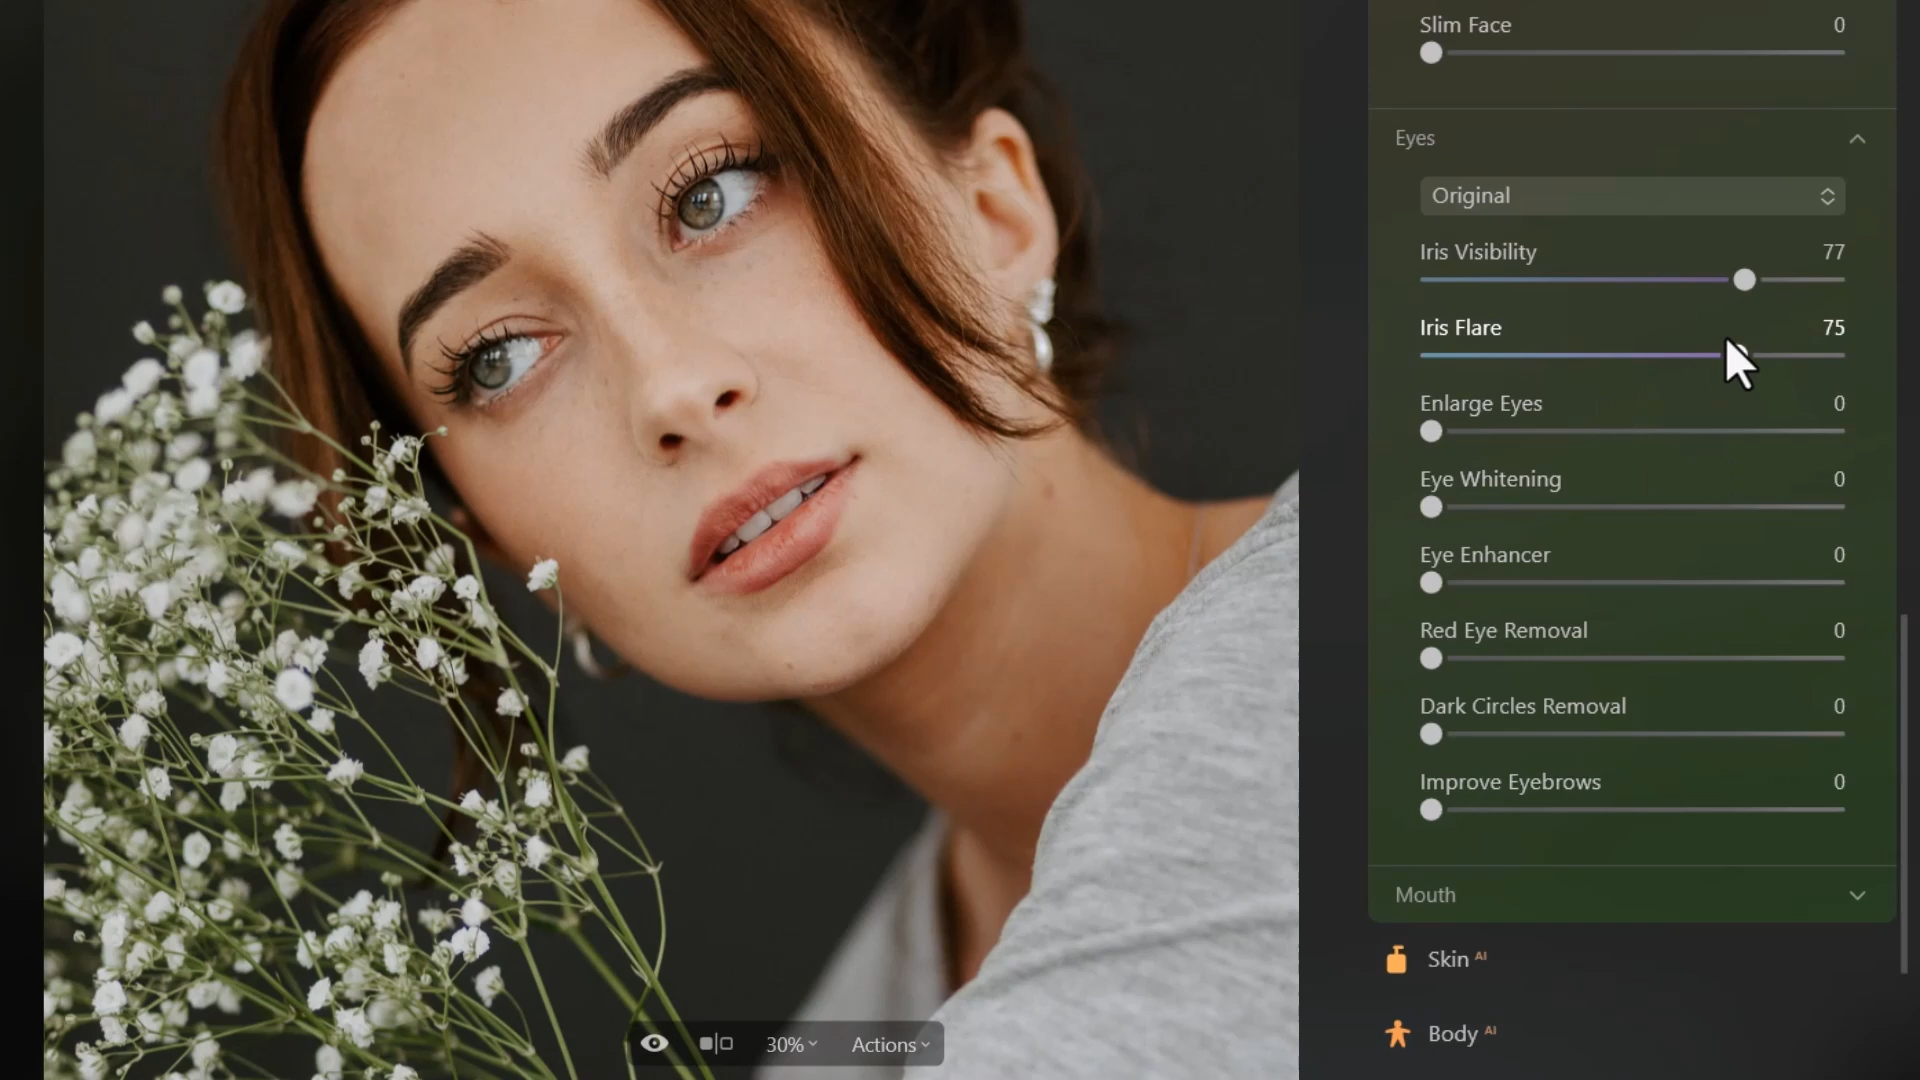 Slim Face 0
Eyes
Original
Iris Visibility 77
Iris Flare 75
Enlarge Eyes 0
Eye Whitening 0
Eye Enhancer 0
Red Eye Removal 0
Dark Circles Removal 0
Improve Eyebrows 0
Mouth
Skin AI
Body AI
30% Actions